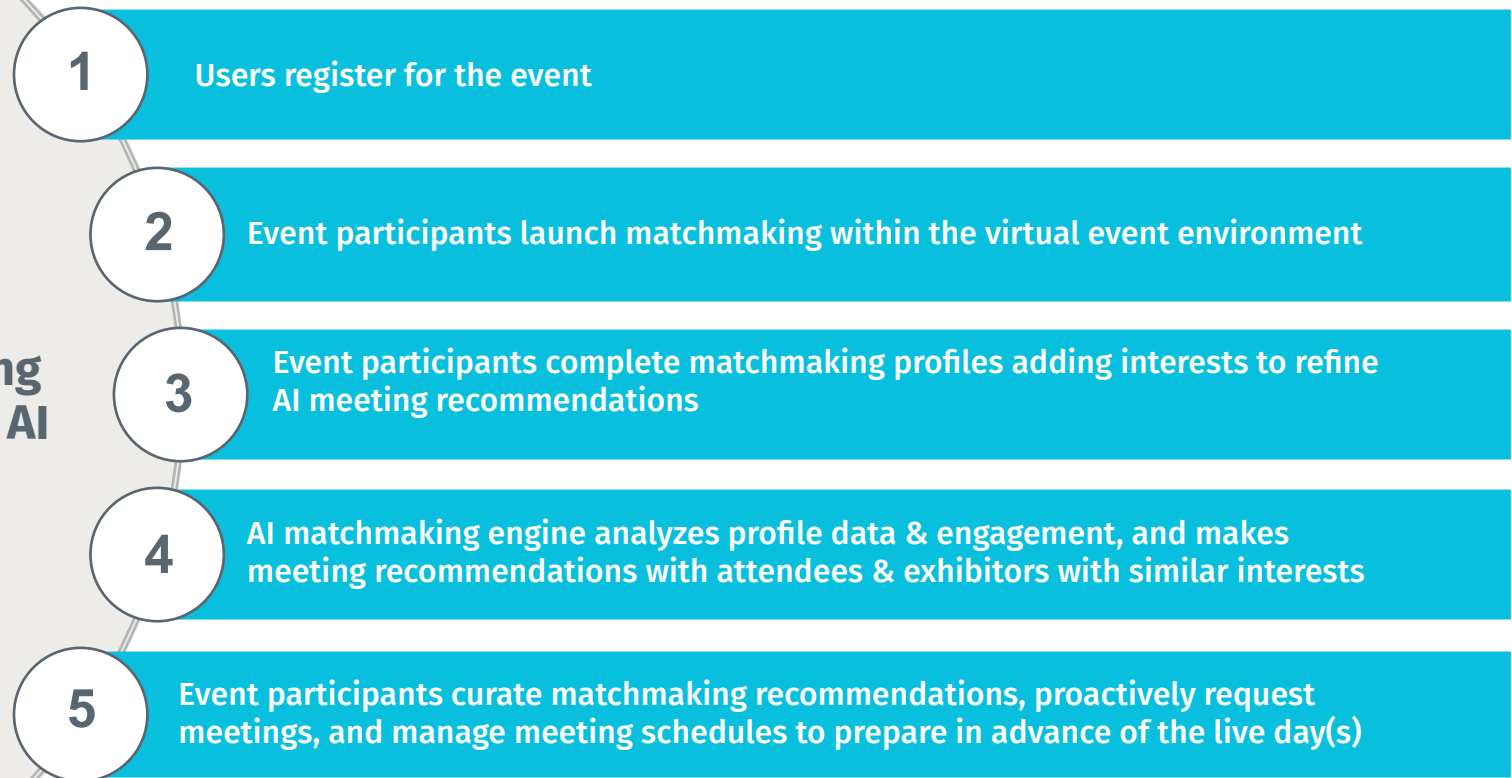 1
Users register for the event
2
Event participants launch matchmaking within the virtual event environment
3
Event participants complete matchmaking profiles adding interests to refine
AI meeting recommendations
AI
4
AI matchmaking engine analyzes profile data & engagement, and makes
meeting recommendations with attendees & exhibitors with similar interests
5
Event participants curate matchmaking recommendations, proactively request
meetings, and manage meeting schedules to prepare in advance of the live day(s)